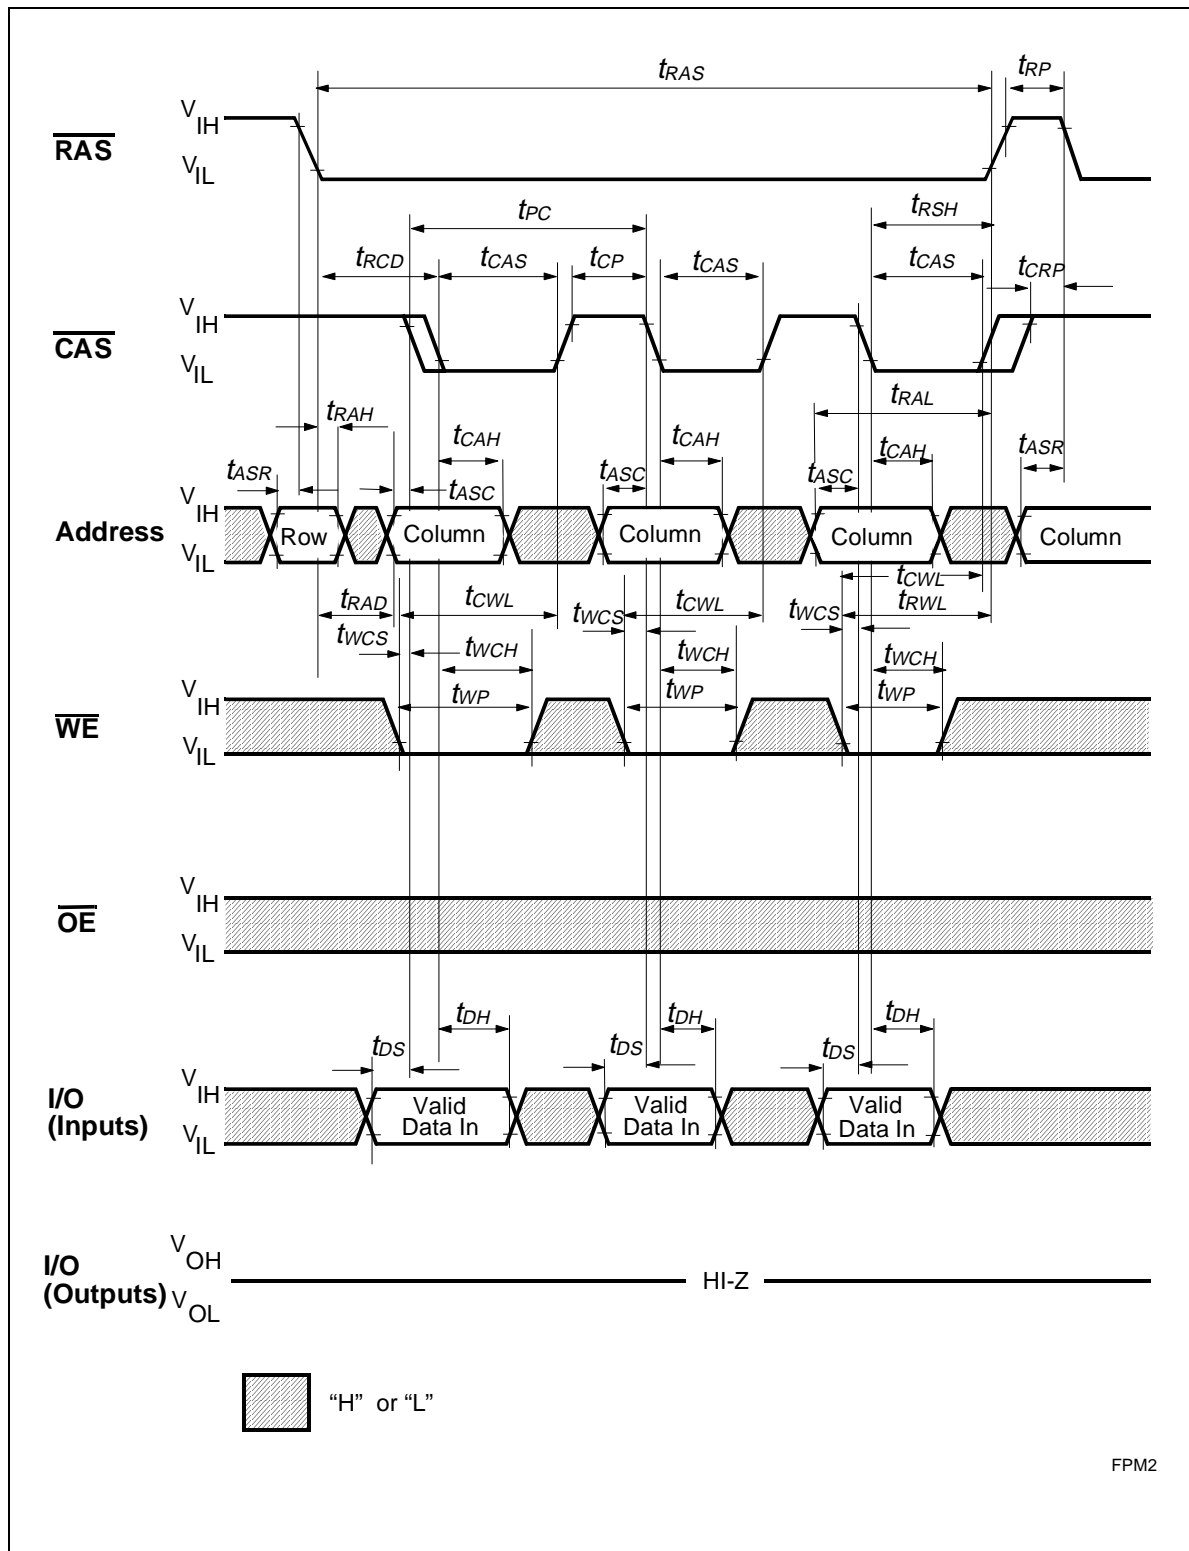 tRAS
tRP
RAS
VIH
VIL
tPC
tRSH
tRCD
tCAS
tCP
tCAS
tCAS
tCRP
CAS
VIH
VIL
tRAH
tRAL
tCAH
tCAH
tCAH
tASR
tASR
tASC
tASC
tASC
Address
VIH
VIL
Row
Column
Column
Column
Column
tCWL
tRAD
tCWL
tCWL
tRWL
tWCS
tWCS
tWCS
tWCH
tWCH
tWCH
tWP
tWP
tWP
WE
VIH
VIL
OE
VIH
VIL
tDH
tDH
tDH
tDS
tDS
tDS
I/O
(Inputs)
VIH
VIL
Valid
Data In
Valid
Data In
Valid
Data In
I/O
(Outputs)
VOH
VOL
HI-Z
“H” or “L”
FPM2